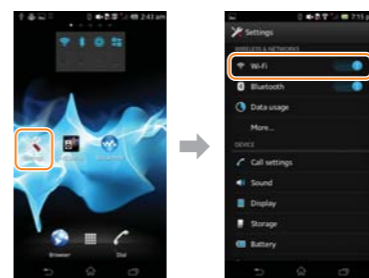 2:43 am
Browser
Dial
7:15 p
Settings
WIRELESS & NETWORKS
Wi-Fi
Bluetooth
Data usage
More...
DEVICE
Call settings
Sound
Display
Storage
Battery